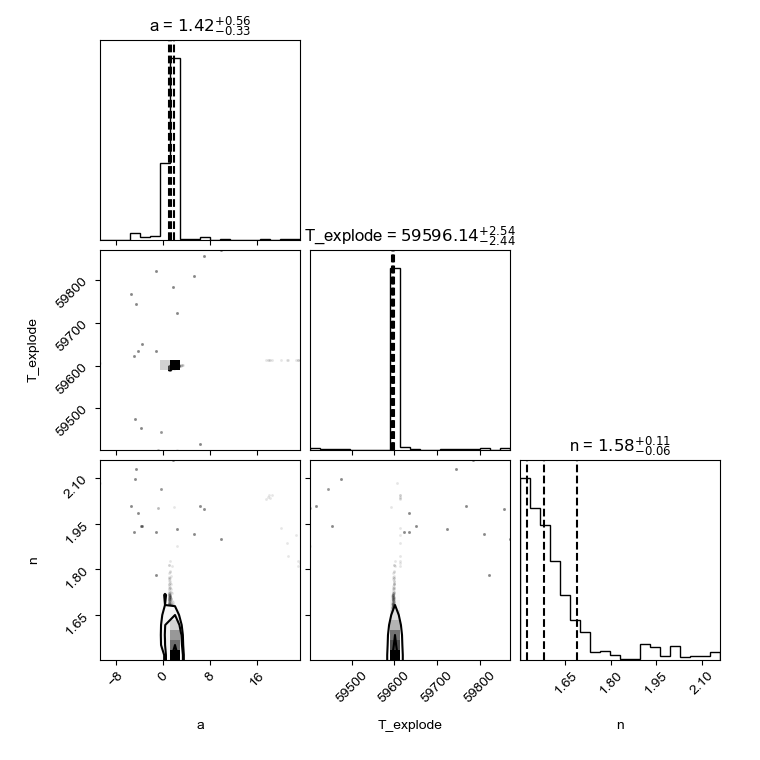 a = 1.42+0.56−0.33
T_explode = 59596.14+2.54−2.44
59800
59700
59600
59500
T_explode
n = 1.58+0.11−0.06
2.10
1.95
1.80
1.65
n
−8
0
8
16
a
59500
59600
59700
59800
T_explode
1.65
1.80
1.95
2.10
n